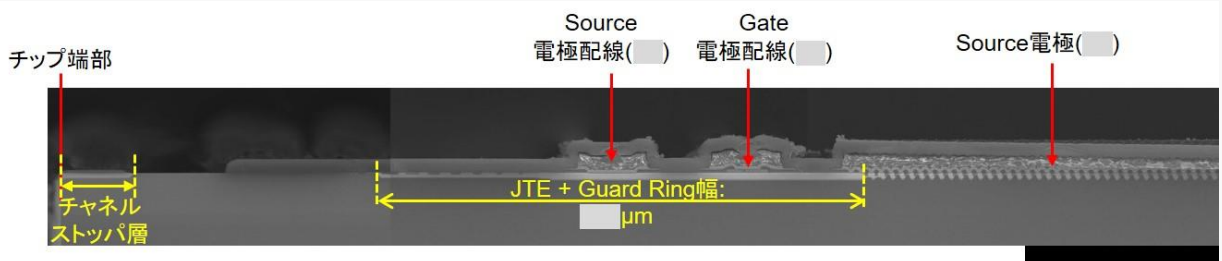 チップ端部
Source
電極配線( )
Gate
電極配線( )
Source電極( )
チャネル
ストッパ層
JTE + Guard Ring幅:
μm